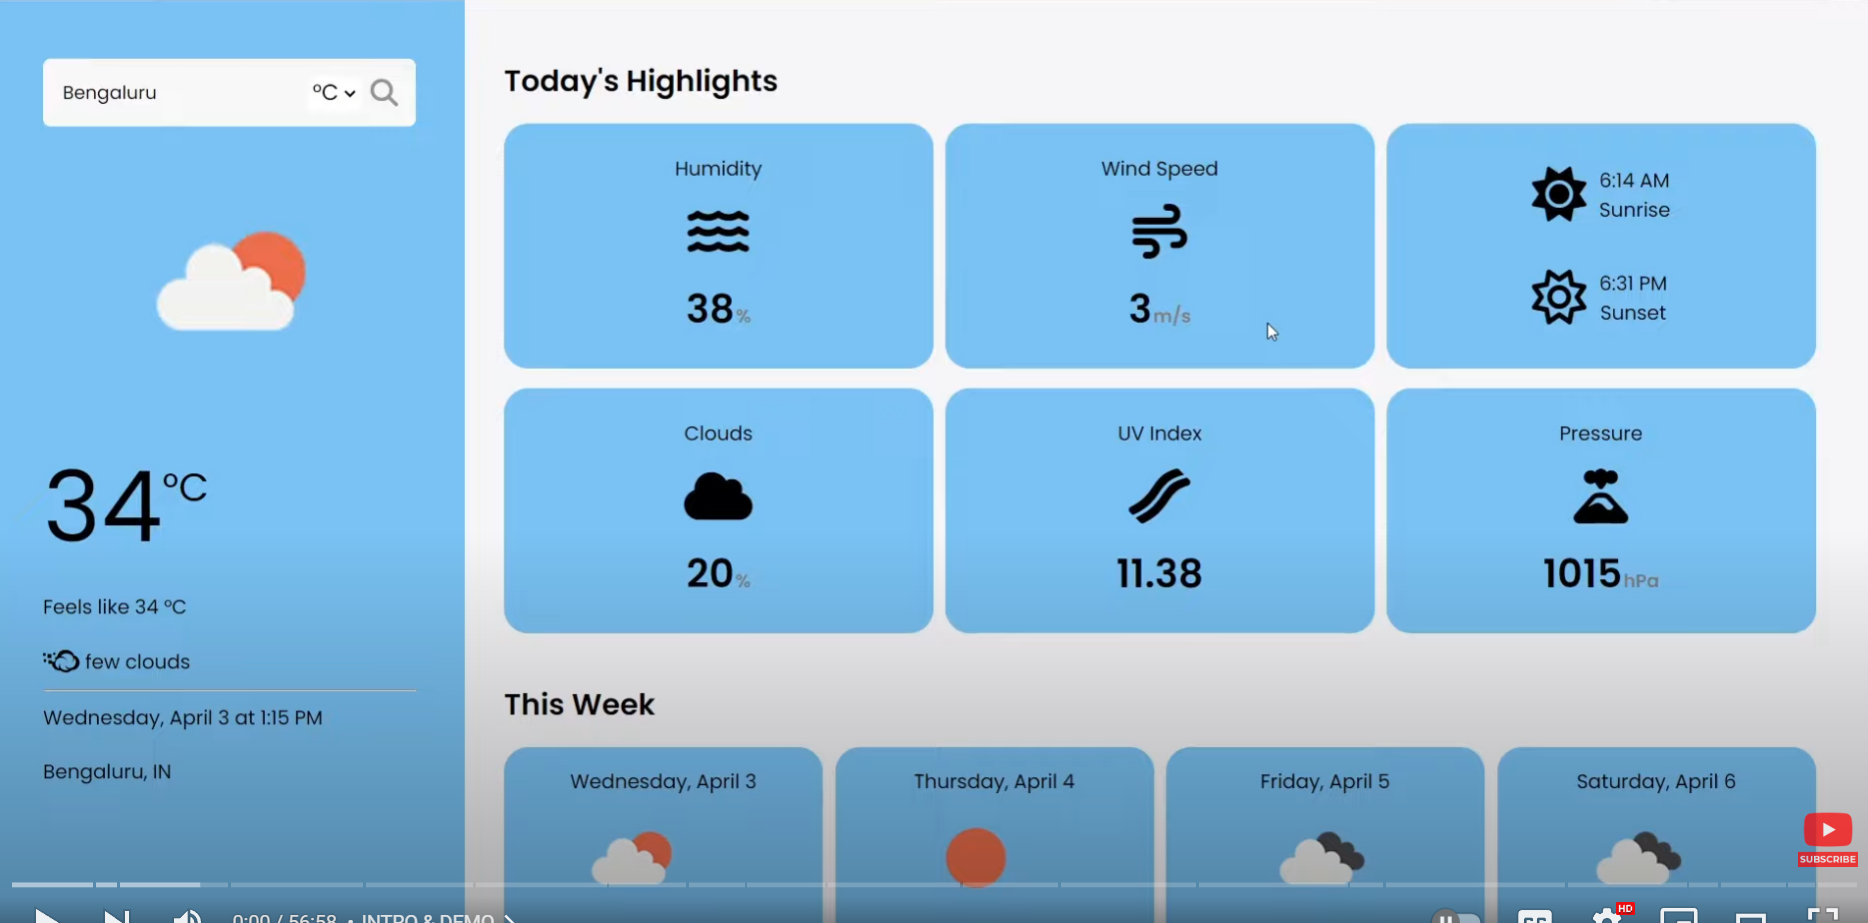 Bengaluru
°C
Today's Highlights
Humidity
38%
Wind Speed
3m/s
6:14 AM
Sunrise
6:31 PM
Sunset
34°C
Feels like 34 °C
few clouds
Wednesday, April 3 at 1:15 PM
Bengaluru, IN
Clouds
20%
UV Index
11.38
Pressure
1015hPa
This Week
Wednesday, April 3
Thursday, April 4
Friday, April 5
Saturday, April 6
SUBSCRIBE
0:00 / 56:58 • INTRO & DEMO
CC
HD